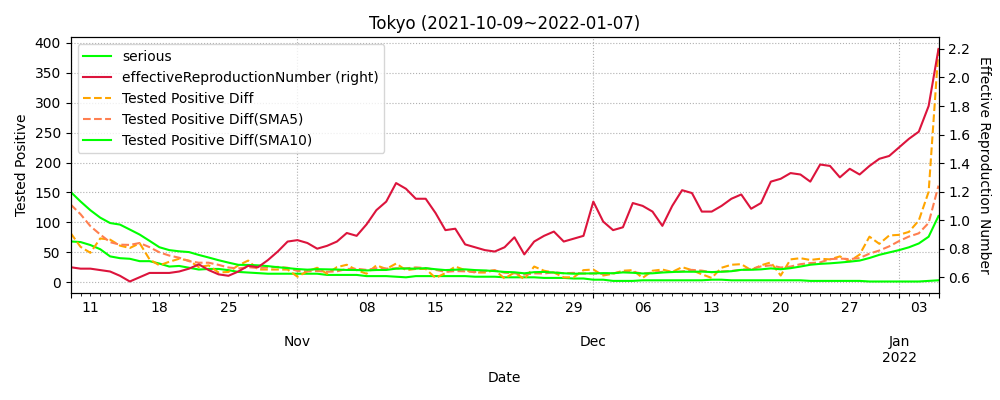 Tokyo (2021-10-09~2022-01-07)
serious
effectiveReproductionNumber (right)
Tested Positive Diff
Tested Positive Diff(SMA5)
Tested Positive Diff(SMA10)
Tested Positive
400
350
300
250
200
150
100
50
0
2.2
2.0
1.8
1.6
1.4
1.2
1.0
0.8
0.6
Effective Reproduction Number
11 18 25 08 15 22 29 06 13 20 27 03
Nov Dec Jan
2022
Date